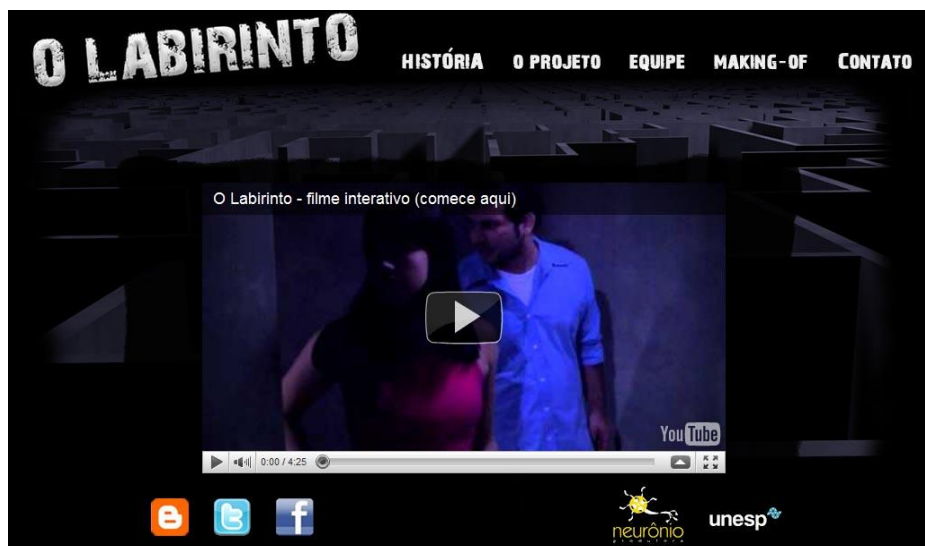 O LABIRINTO
HISTÓRIA O PROJETO EQUIPE MAKING-OF CONTATO
O Labirinto - filme interativo (comece aqui)
YouTube
0:00 / 4:25
neurônio
produtora
unesp